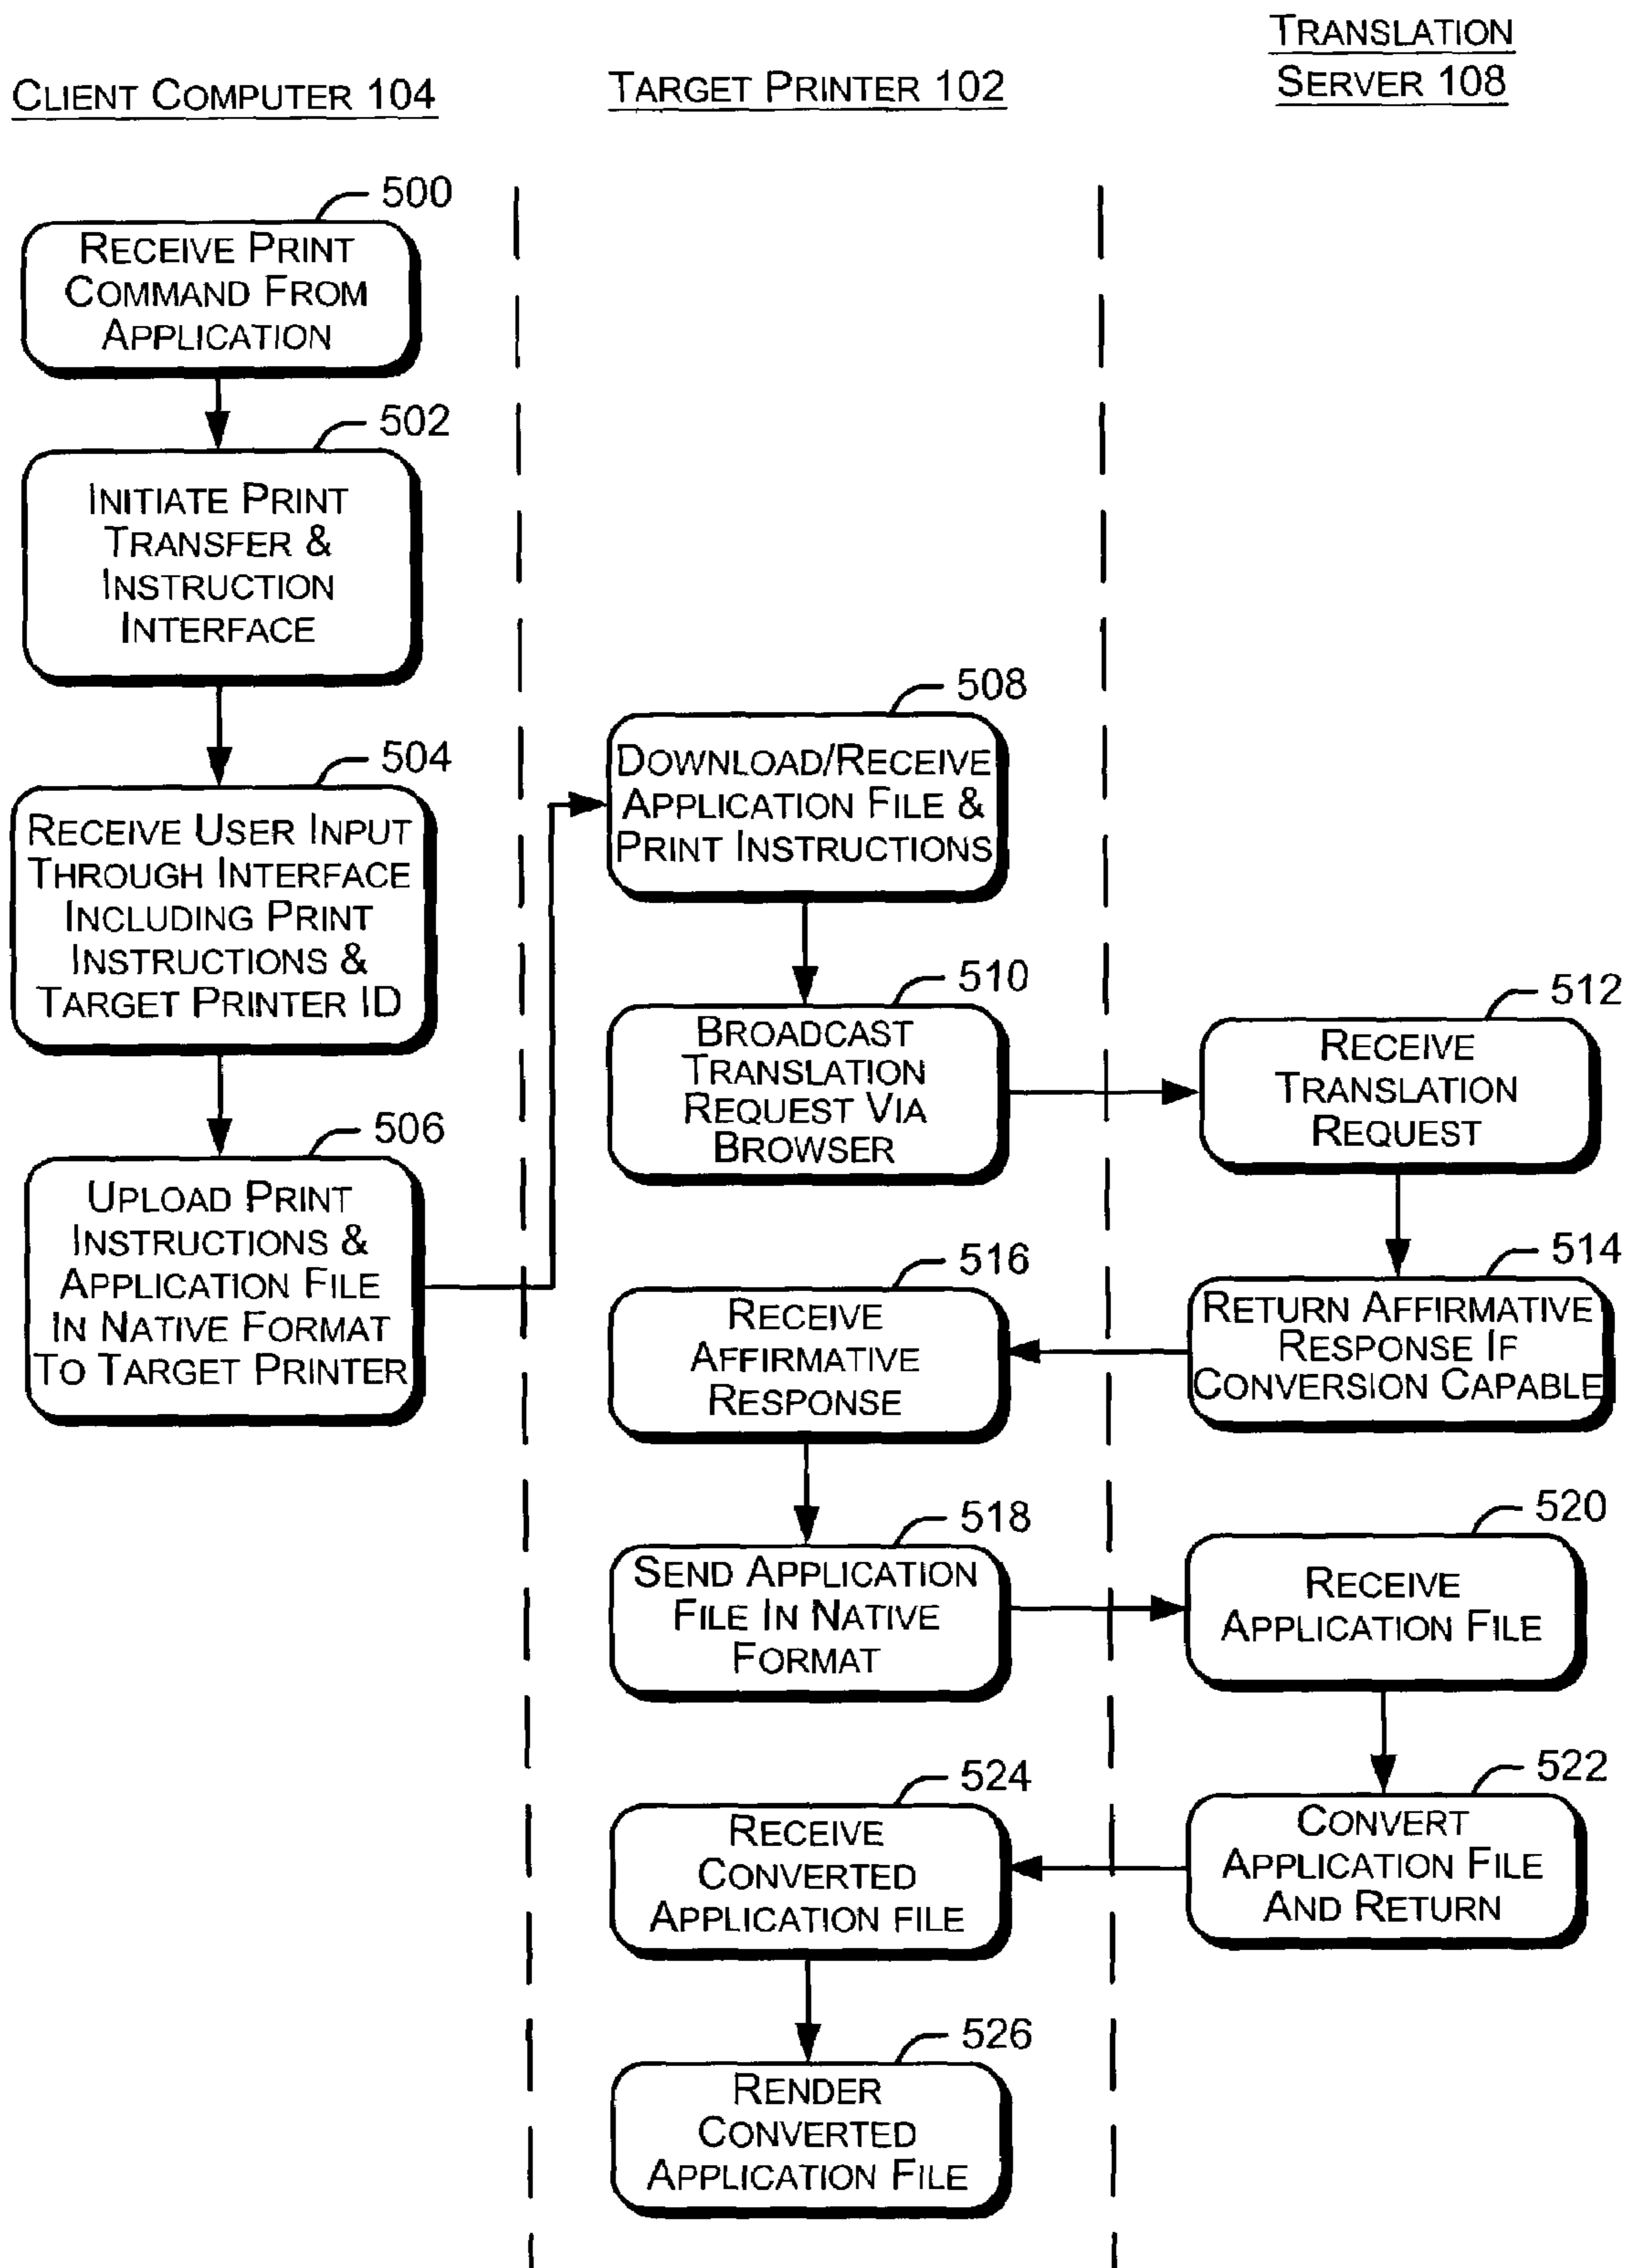 CLIENT COMPUTER 104
TARGET PRINTER 102
TRANSLATION
SERVER 108
500
RECEIVE PRINT
COMMAND FROM
APPLICATION
502
INITIATE PRINT
TRANSFER &
INSTRUCTION
INTERFACE
504
RECEIVE USER INPUT
THROUGH INTERFACE
INCLUDING PRINT
INSTRUCTIONS &
TARGET PRINTER ID
506
UPLOAD PRINT
INSTRUCTIONS &
APPLICATION FILE
IN NATIVE FORMAT
TO TARGET PRINTER
508
DOWNLOAD/RECEIVE
APPLICATION FILE &
PRINT INSTRUCTIONS
510
BROADCAST
TRANSLATION
REQUEST VIA
BROWSER
512
RECEIVE
TRANSLATION
REQUEST
514
RETURN AFFIRMATIVE
RESPONSE IF
CONVERSION CAPABLE
516
RECEIVE
AFFIRMATIVE
RESPONSE
518
SEND APPLICATION
FILE IN NATIVE
FORMAT
520
RECEIVE
APPLICATION FILE
522
CONVERT
APPLICATION FILE
AND RETURN
524
RECEIVE
CONVERTED
APPLICATION FILE
526
RENDER
CONVERTED
APPLICATION FILE